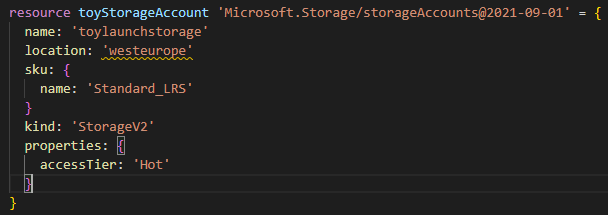 resource toyStorageAccount 'Microsoft.Storage/storageAccounts@2021-09-01' = {
  name: 'toylaunchstorage'
  location: 'westeurope'
  sku: {
    name: 'Standard_LRS'
  }
  kind: 'StorageV2'
  properties: {
    accessTier: 'Hot'
  }
}